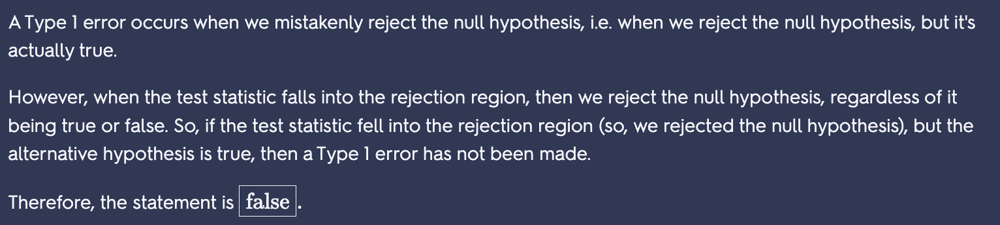 A Type 1 error occurs when we mistakenly reject the null hypothesis, i.e. when we reject the null hypothesis, but it's
actually true.
However, when the test statistic falls into the rejection region, then we reject the null hypothesis, regardless of it
being true or false. So, if the test statistic fell into the rejection region (so, we rejected the null hypothesis), but the
alternative hypothesis is true, then a Type 1 error has not been made.
Therefore, the statement is false.